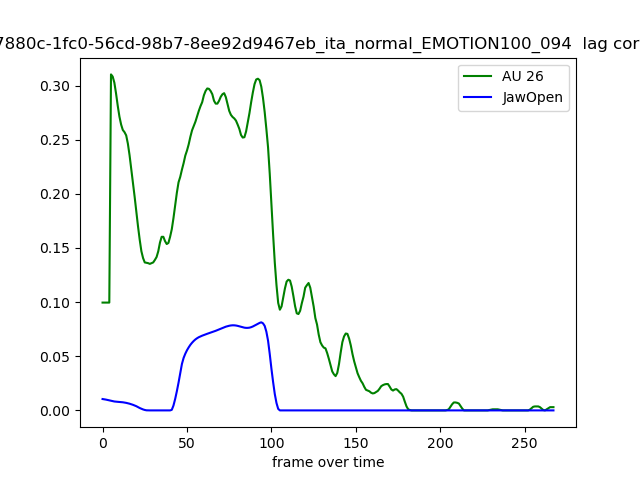 7880c-1fc0-56cd-98b7-8ee92d9467eb_ita_normal_EMOTION100_094 lag cor
AU 26
JawOpen
0.30
0.25
0.20
0.15
0.10
0.05
0.00
0 50 100 150 200 250
frame over time